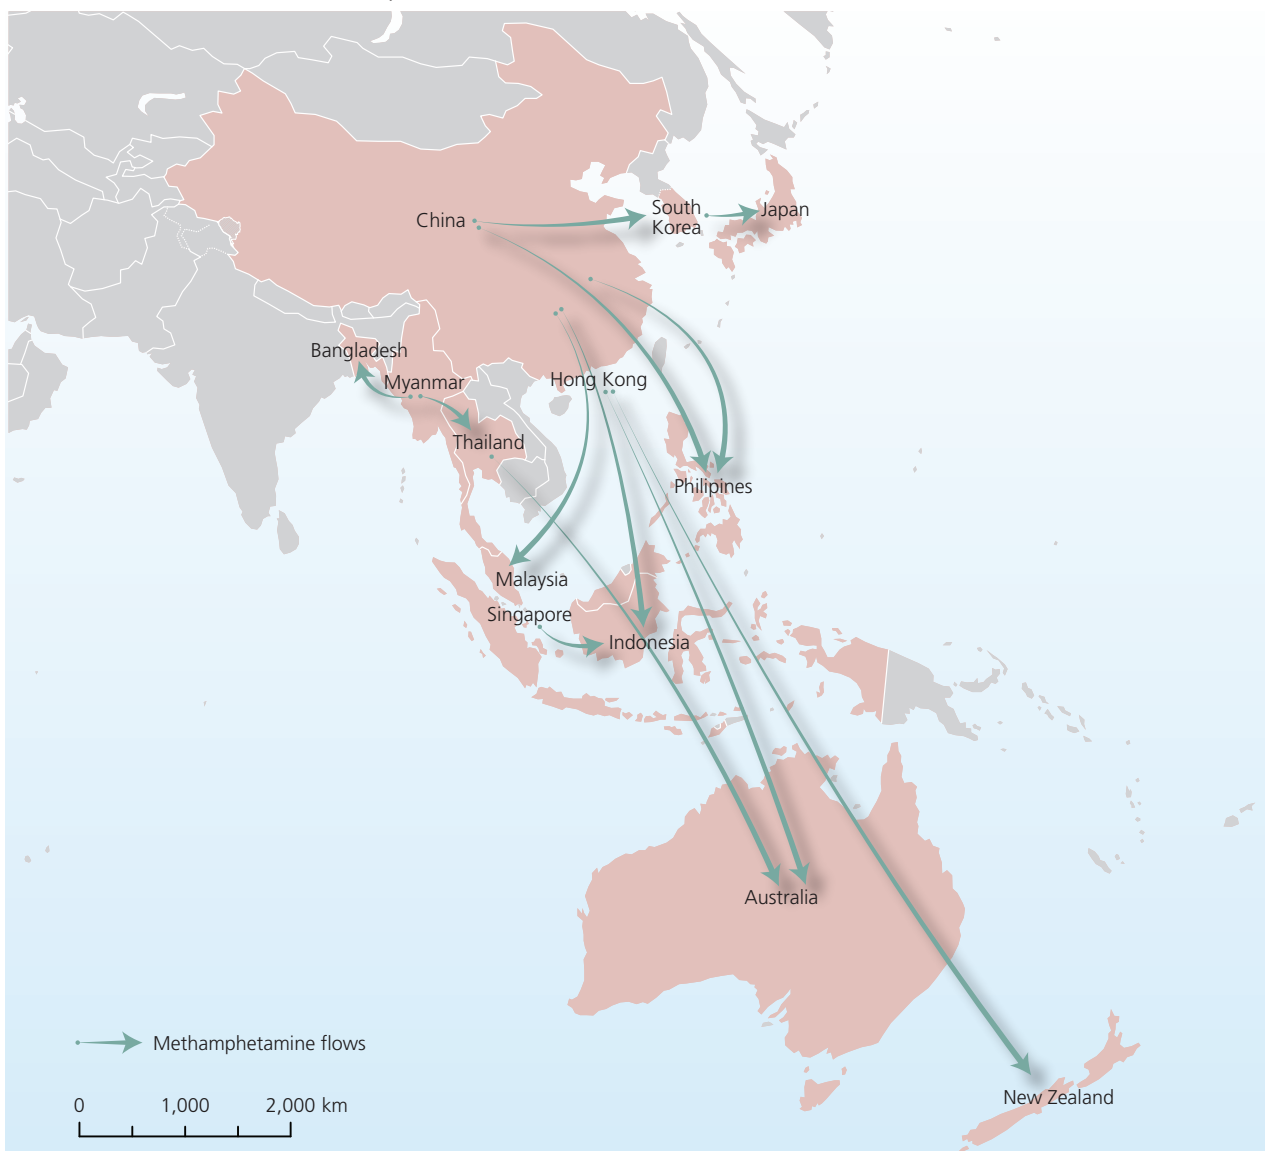 China
South
Korea
Japan
Bangladesh
Myanmar
Hong Kong
Thailand
Philipines
Malaysia
Singapore
Indonesia
Australia
Methamphetamine flows
New Zealand
0 1,000 2,000 km